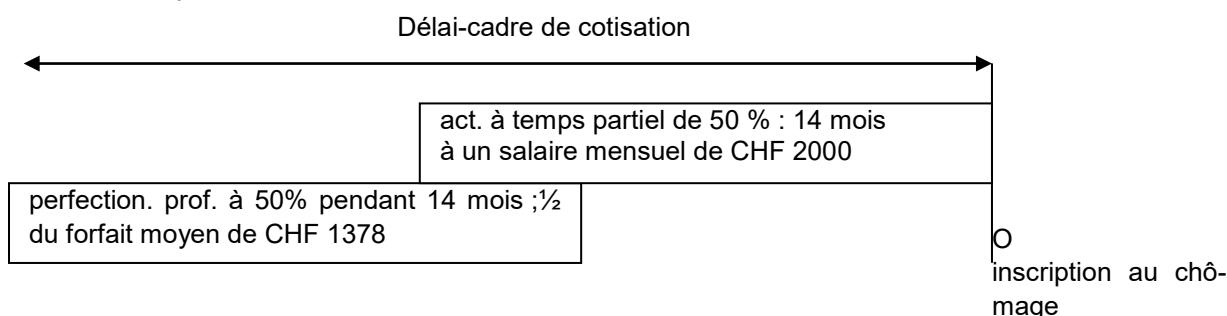 Délai-cadre de cotisation
act. à temps partiel de 50 % : 14 mois
à un salaire mensuel de CHF 2000
perfection. prof. à 50% pendant 14 mois ;½
du forfait moyen de CHF 1378
O
inscription au chô-
mage